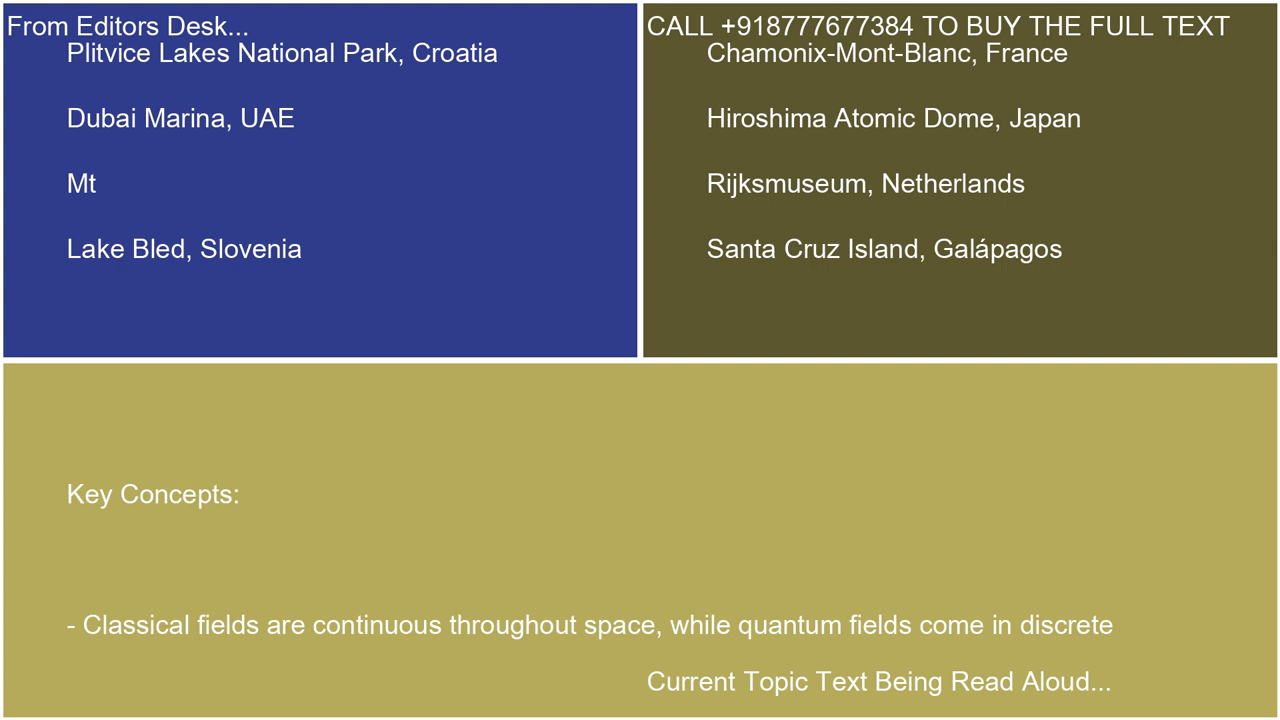 From Editors Desk...
Plitvice Lakes National Park, Croatia
Dubai Marina, UAE
Mt
Lake Bled, Slovenia
CALL +918777677384 TO BUY THE FULL TEXT
Chamonix-Mont-Blanc, France
Hiroshima Atomic Dome, Japan
Rijksmuseum, Netherlands
Santa Cruz Island, Galápagos
Key Concepts:
- Classical fields are continuous throughout space, while quantum fields come in discrete
Current Topic Text Being Read Aloud...